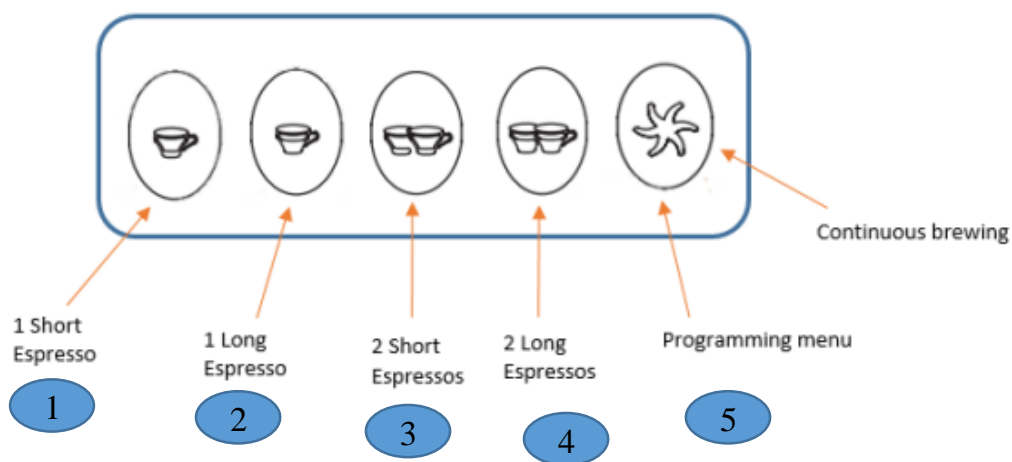 Continuous brewing
1 Short
Espresso
1 Long
Espresso
2 Short
Espressos
2 Long
Espressos
Programming menu
1
2
3
4
5